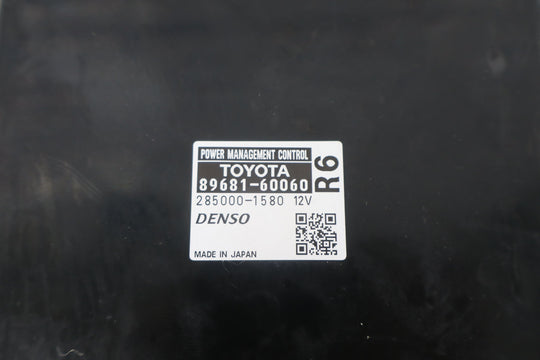 POWER MANAGEMENT CONTROL
TOYOTA
89681-60060
R6
285000-1580 12V
DENSO
MADE IN JAPAN